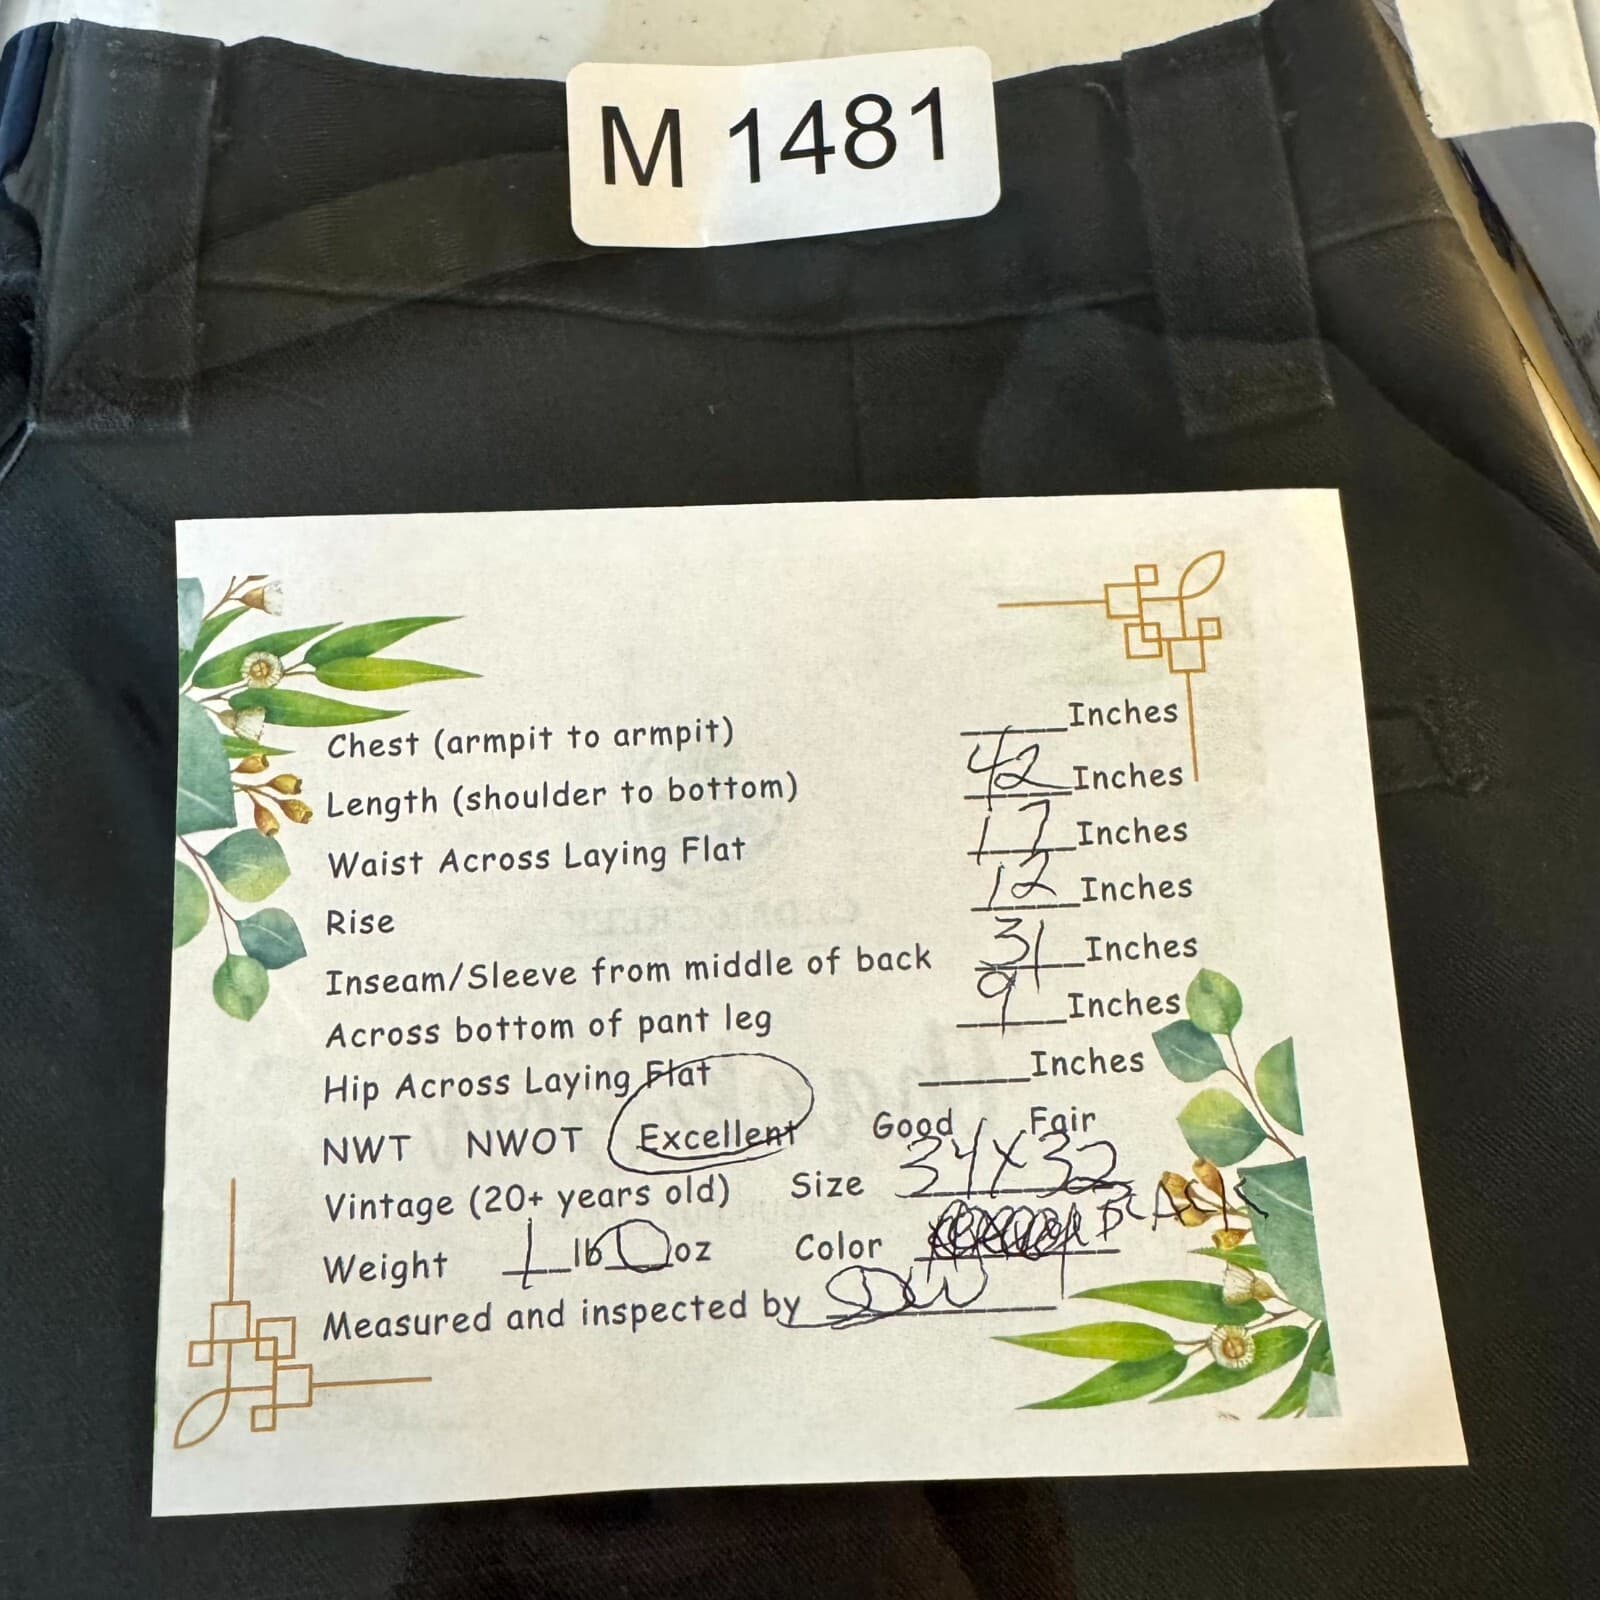 M 1481
Chest (armpit to armpit) ____Inches
Length (shoulder to bottom) 42 Inches
Waist Across Laying Flat 17 Inches
Rise 12 Inches
Inseam/Sleeve from middle of back 31 Inches
Across bottom of pant leg 9 Inches
Hip Across Laying Flat ____Inches
NWT NWOT Excellent Good Fair
Vintage (20+ years old) Size 34X32
Weight 1 lb 0 oz Color BLACK
Measured and inspected by DW